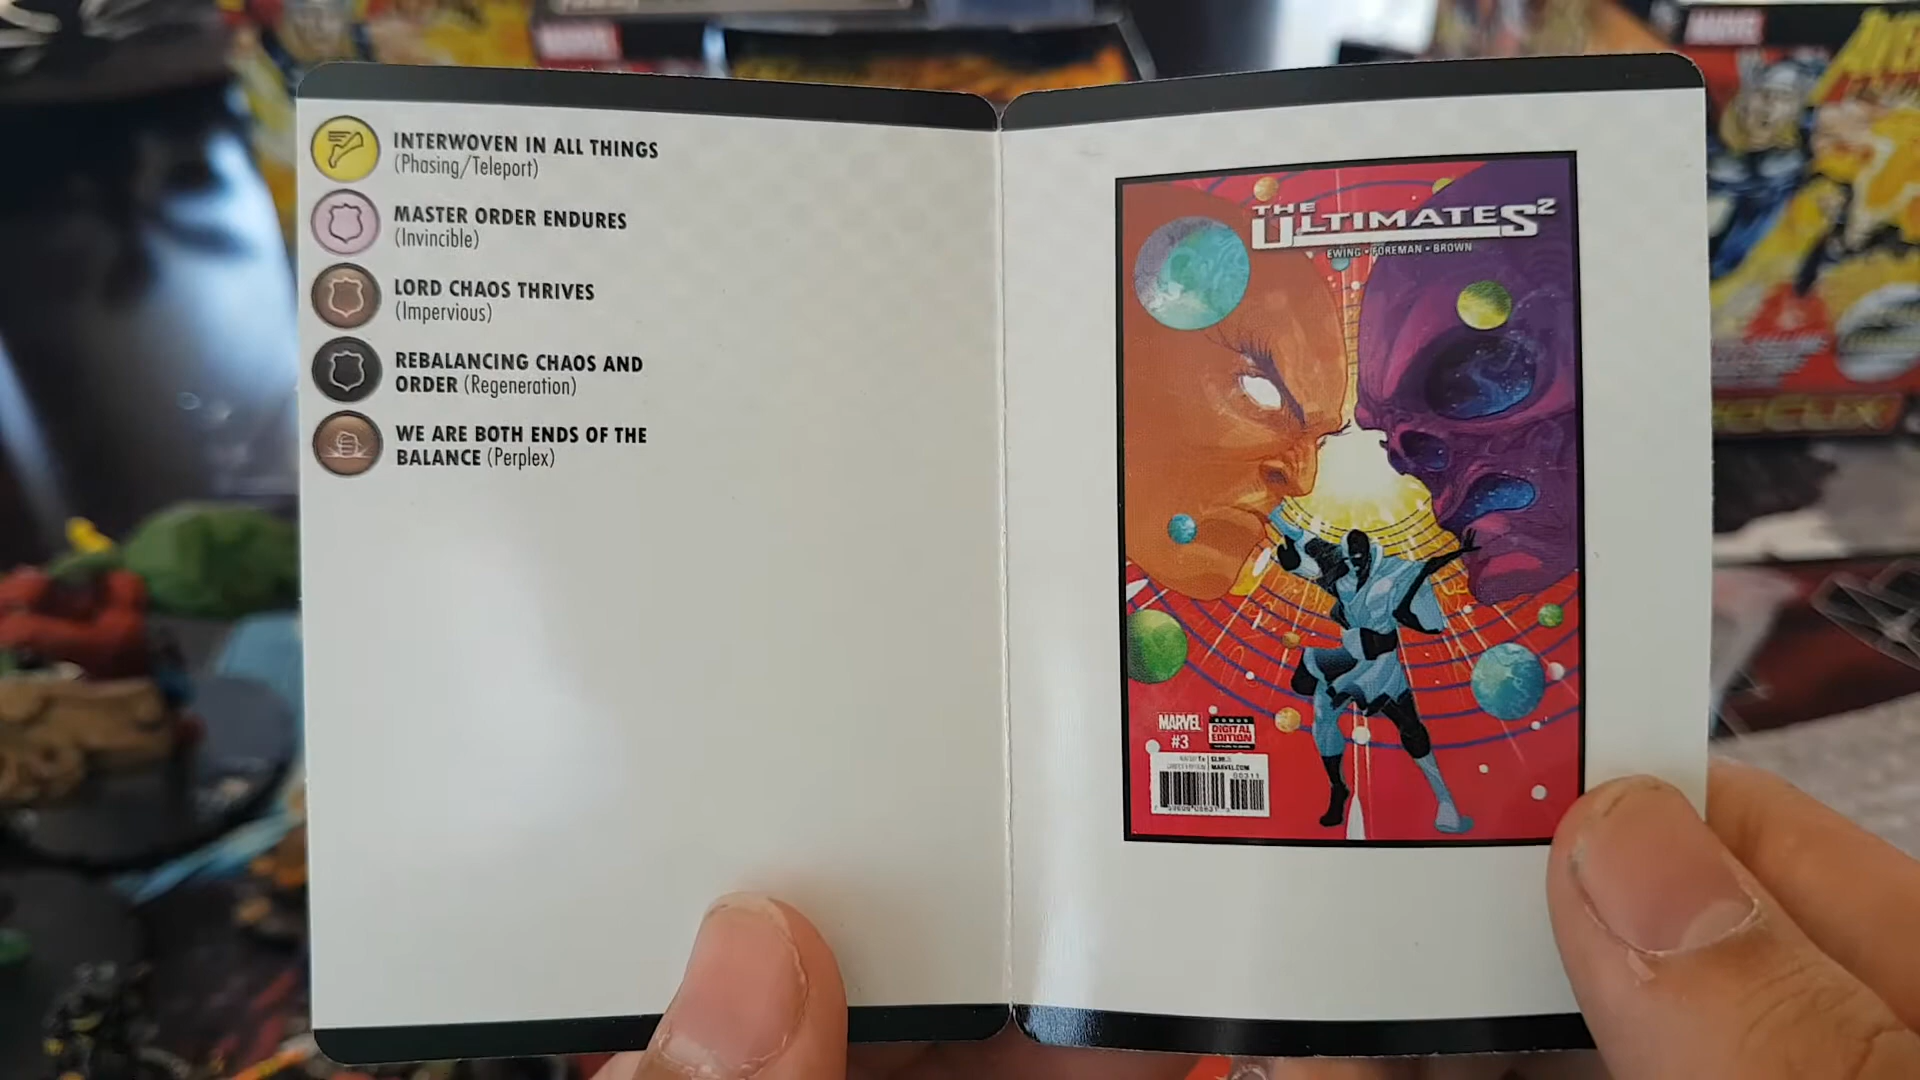 INTERWOVEN IN ALL THINGS
(Phasing/Teleport)
MASTER ORDER ENDURES
(Invincible)
LORD CHAOS THRIVES
(Impervious)
REBALANCING CHAOS AND
ORDER (Regeneration)
WE ARE BOTH ENDS OF THE
BALANCE (Perplex)
THE
ULTIMATES²
EWING • FOREMAN • BROWN
MARVEL
#3
DIGITAL
EDITION
MARVEL.COM
MARVEL
MARVEL